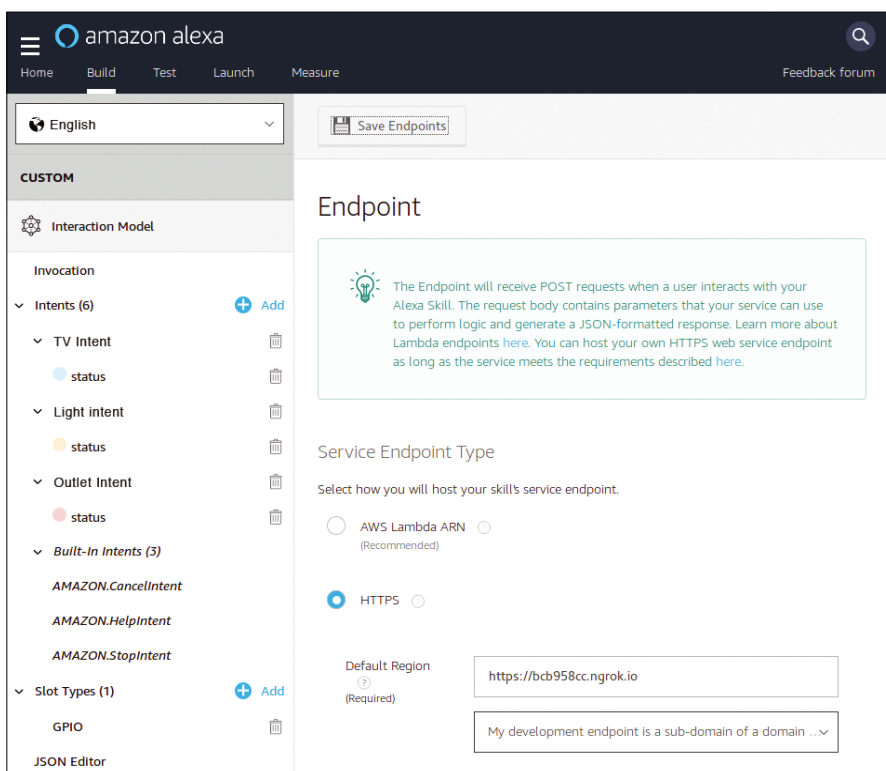 amazon alexa
Home Build Test Launch Measure Feedback forum
English
CUSTOM
Interaction Model
Invocation
Intents (6) Add
TV Intent
status
Light intent
status
Outlet Intent
status
Built-In Intents (3)
AMAZON.CancelIntent
AMAZON.HelpIntent
AMAZON.StopIntent
Slot Types (1) Add
GPIO
JSON Editor
Save Endpoints
Endpoint
The Endpoint will receive POST requests when a user interacts with your
Alexa Skill. The request body contains parameters that your service can use
to perform logic and generate a JSON-formatted response. Learn more about
Lambda endpoints here. You can host your own HTTPS web service endpoint
as long as the service meets the requirements described here.
Service Endpoint Type
Select how you will host your skill's service endpoint.
AWS Lambda ARN ?
(Recommended)
HTTPS ?
Default Region
?
(Required)
https://bcb958cc.ngrok.io
My development endpoint is a sub-domain of a domain ...